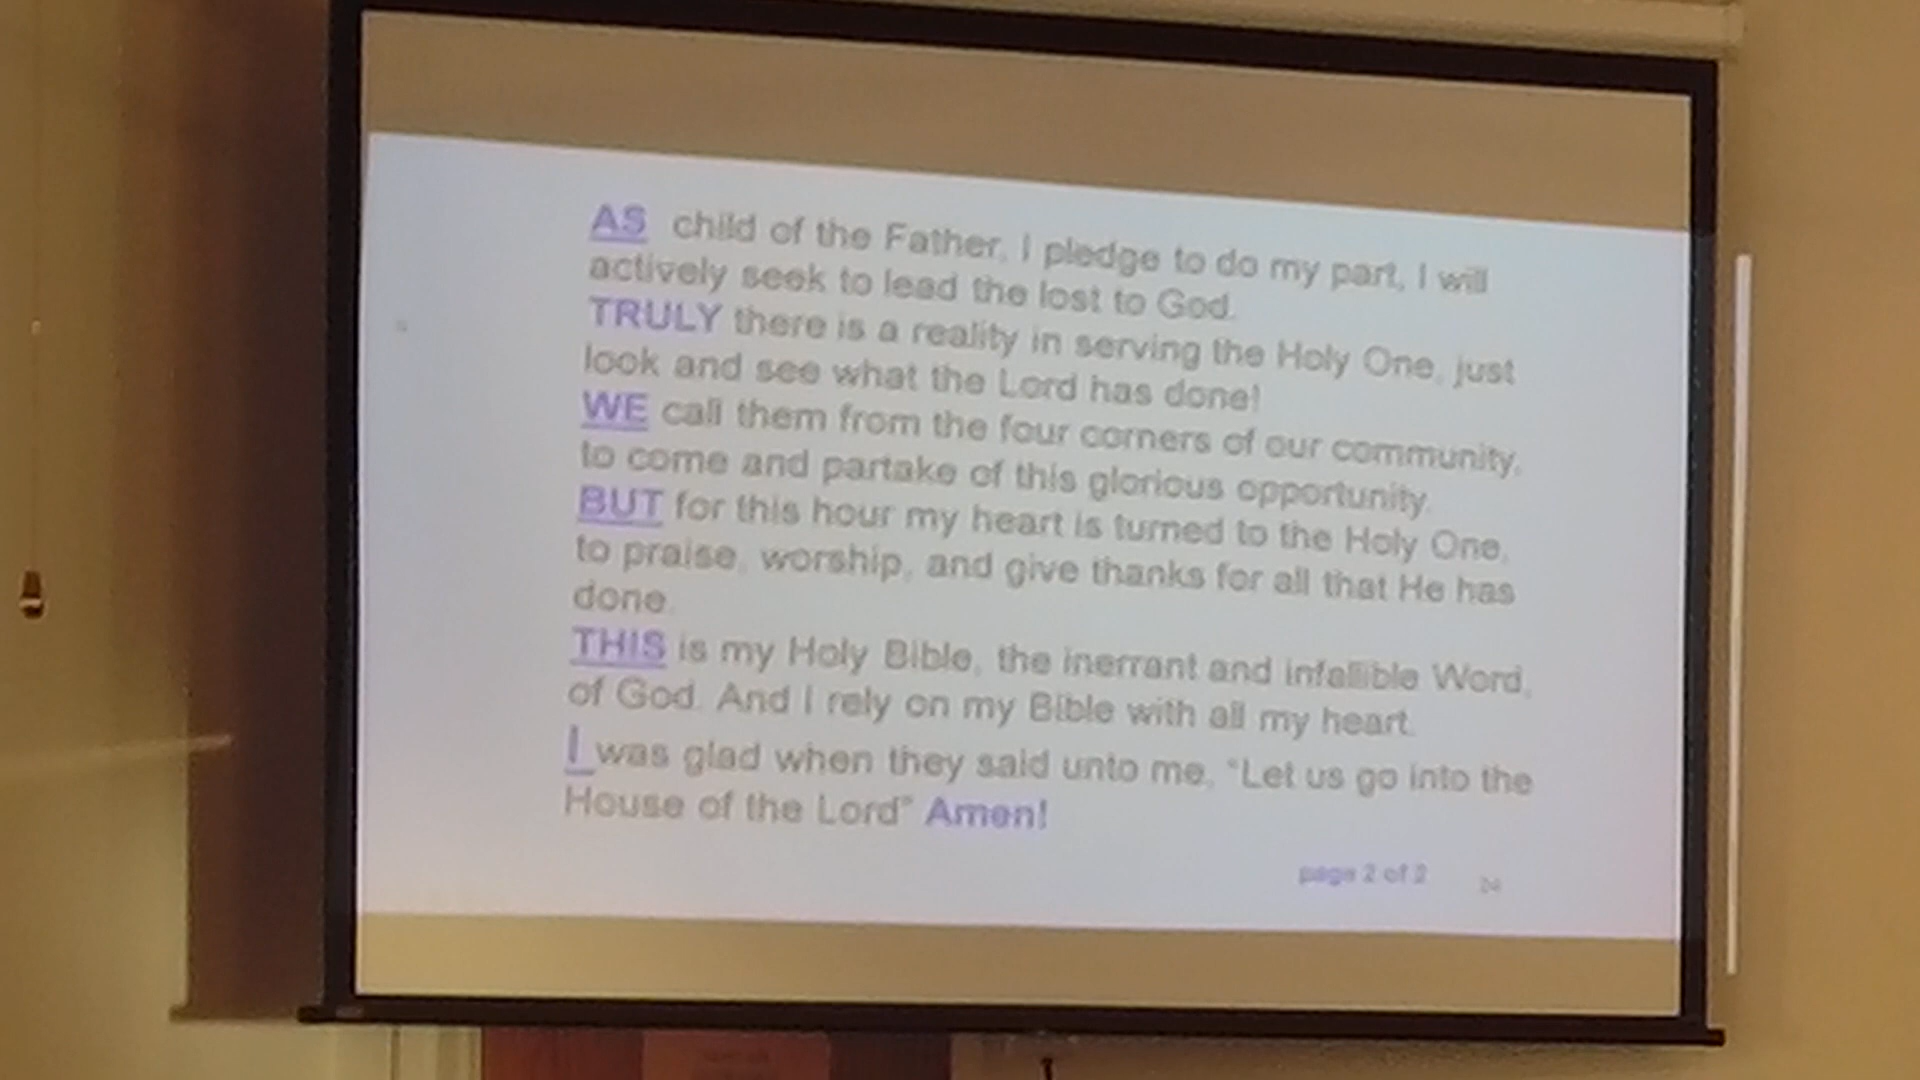 AS child of the Father, I pledge to do my part, I will
actively seek to lead the lost to God.
TRULY there is a reality in serving the Holy One, just
look and see what the Lord has done!
WE call them from the four corners of our community,
to come and partake of this glorious opportunity.
BUT for this hour my heart is turned to the Holy One,
to praise, worship, and give thanks for all that He has
done.
THIS is my Holy Bible, the inerrant and infallible Word,
of God. And I rely on my Bible with all my heart.
I was glad when they said unto me, "Let us go into the
House of the Lord" Amen!
page 2 of 2
24